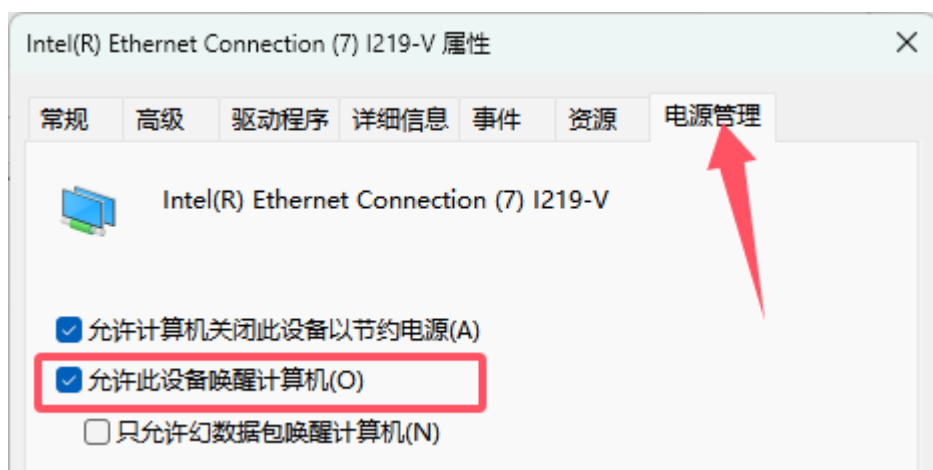 Intel(R) Ethernet Connection (7) I219-V 属性
常规 高级 驱动程序 详细信息 事件 资源 电源管理
Intel(R) Ethernet Connection (7) I219-V
允许计算机关闭此设备以节约电源(A)
允许此设备唤醒计算机(O)
只允许幻数据包唤醒计算机(N)